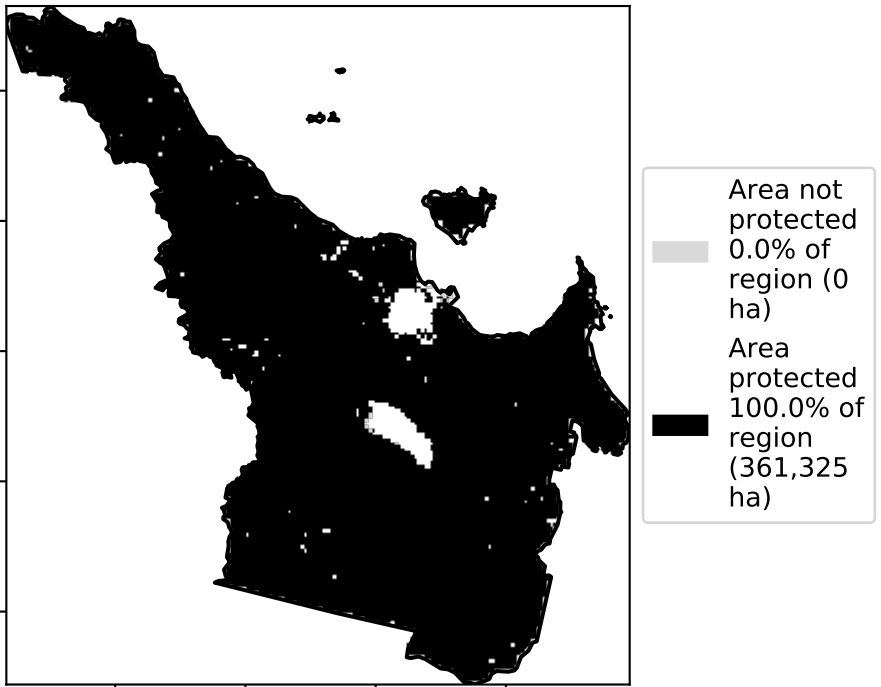 Area not
protected
0.0% of
region (0
ha)
Area
protected
100.0% of
region
(361,325
ha)